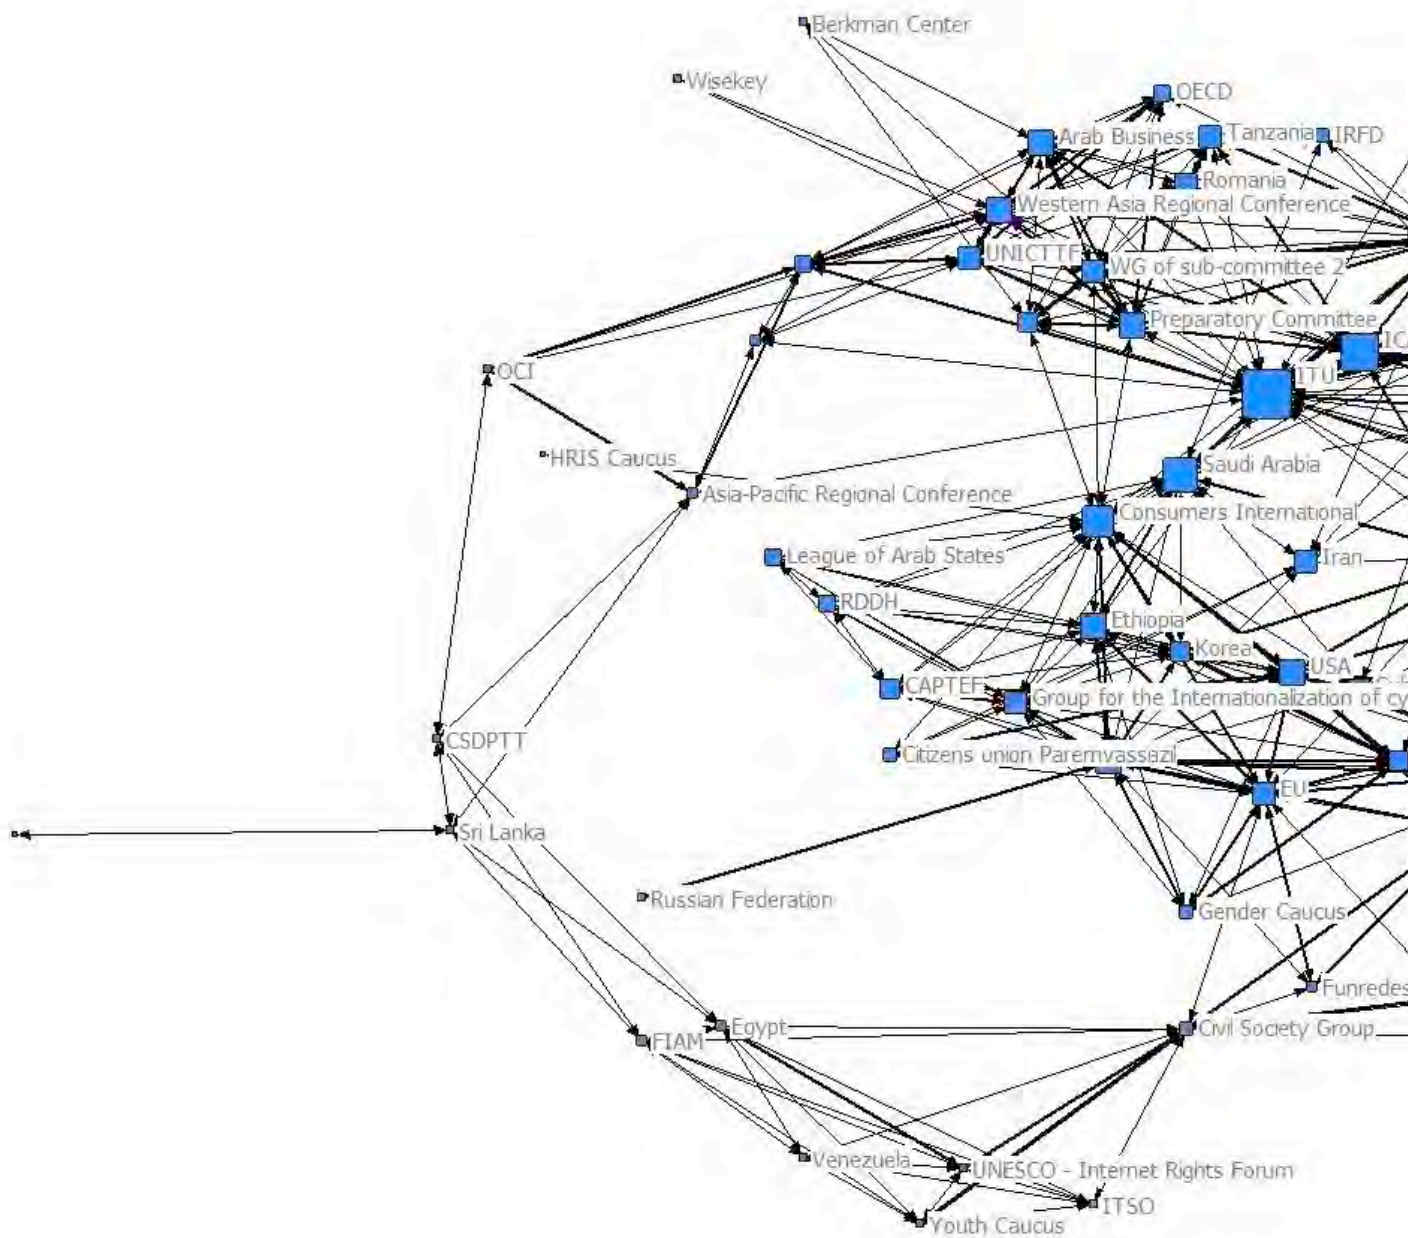 Berkman Center
Wisekey
OECD
Arab Business
Tanzania
IRFD
Romania
Western Asia Regional Conference
UNICTTF
WG of sub-committee 2
Preparatory Committee
ITU
OCI
HRIS Caucus
Saudi Arabia
Asia-Pacific Regional Conference
Consumers International
League of Arab States
Iran
RDDH
Ethiopia
Korea
USA
CAPTEF
Group for the Internationalization of cy
CSDPTT
Citizens union Paremvassazil
EU
Sri Lanka
Russian Federation
Gender Caucus
Funredes
Egypt
Civil Society Group
FIAM
Venezuela
UNESCO - Internet Rights Forum
ITSO
Youth Caucus